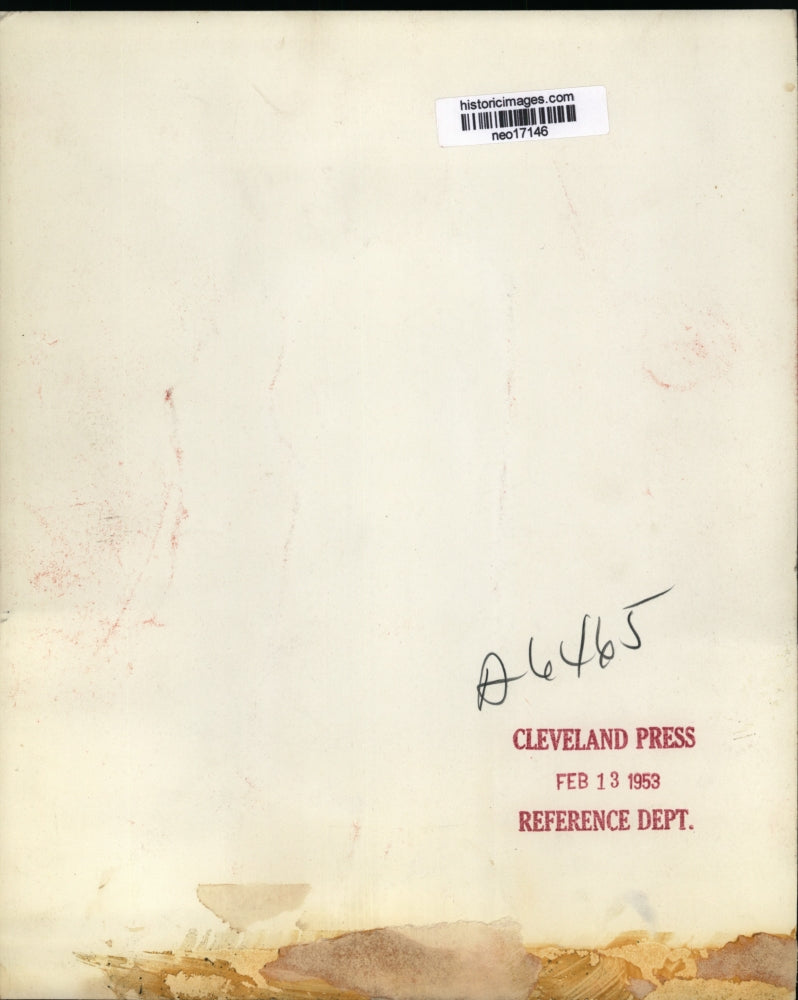 historicimages.com
neo17146
A6465
CLEVELAND PRESS
FEB 13 1953
REFERENCE DEPT.